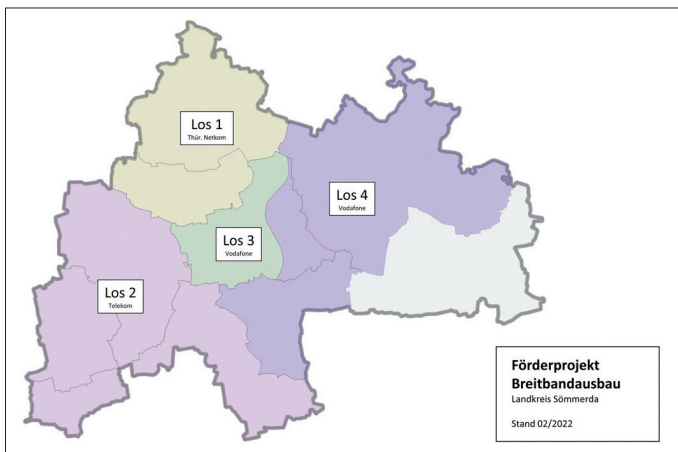 Los 1
Thür. Netkom
Los 4
Vodafone
Los 3
Vodafone
Los 2
Telekom
Förderprojekt
Breitbandausbau
Landkreis Sömmerda
Stand 02/2022